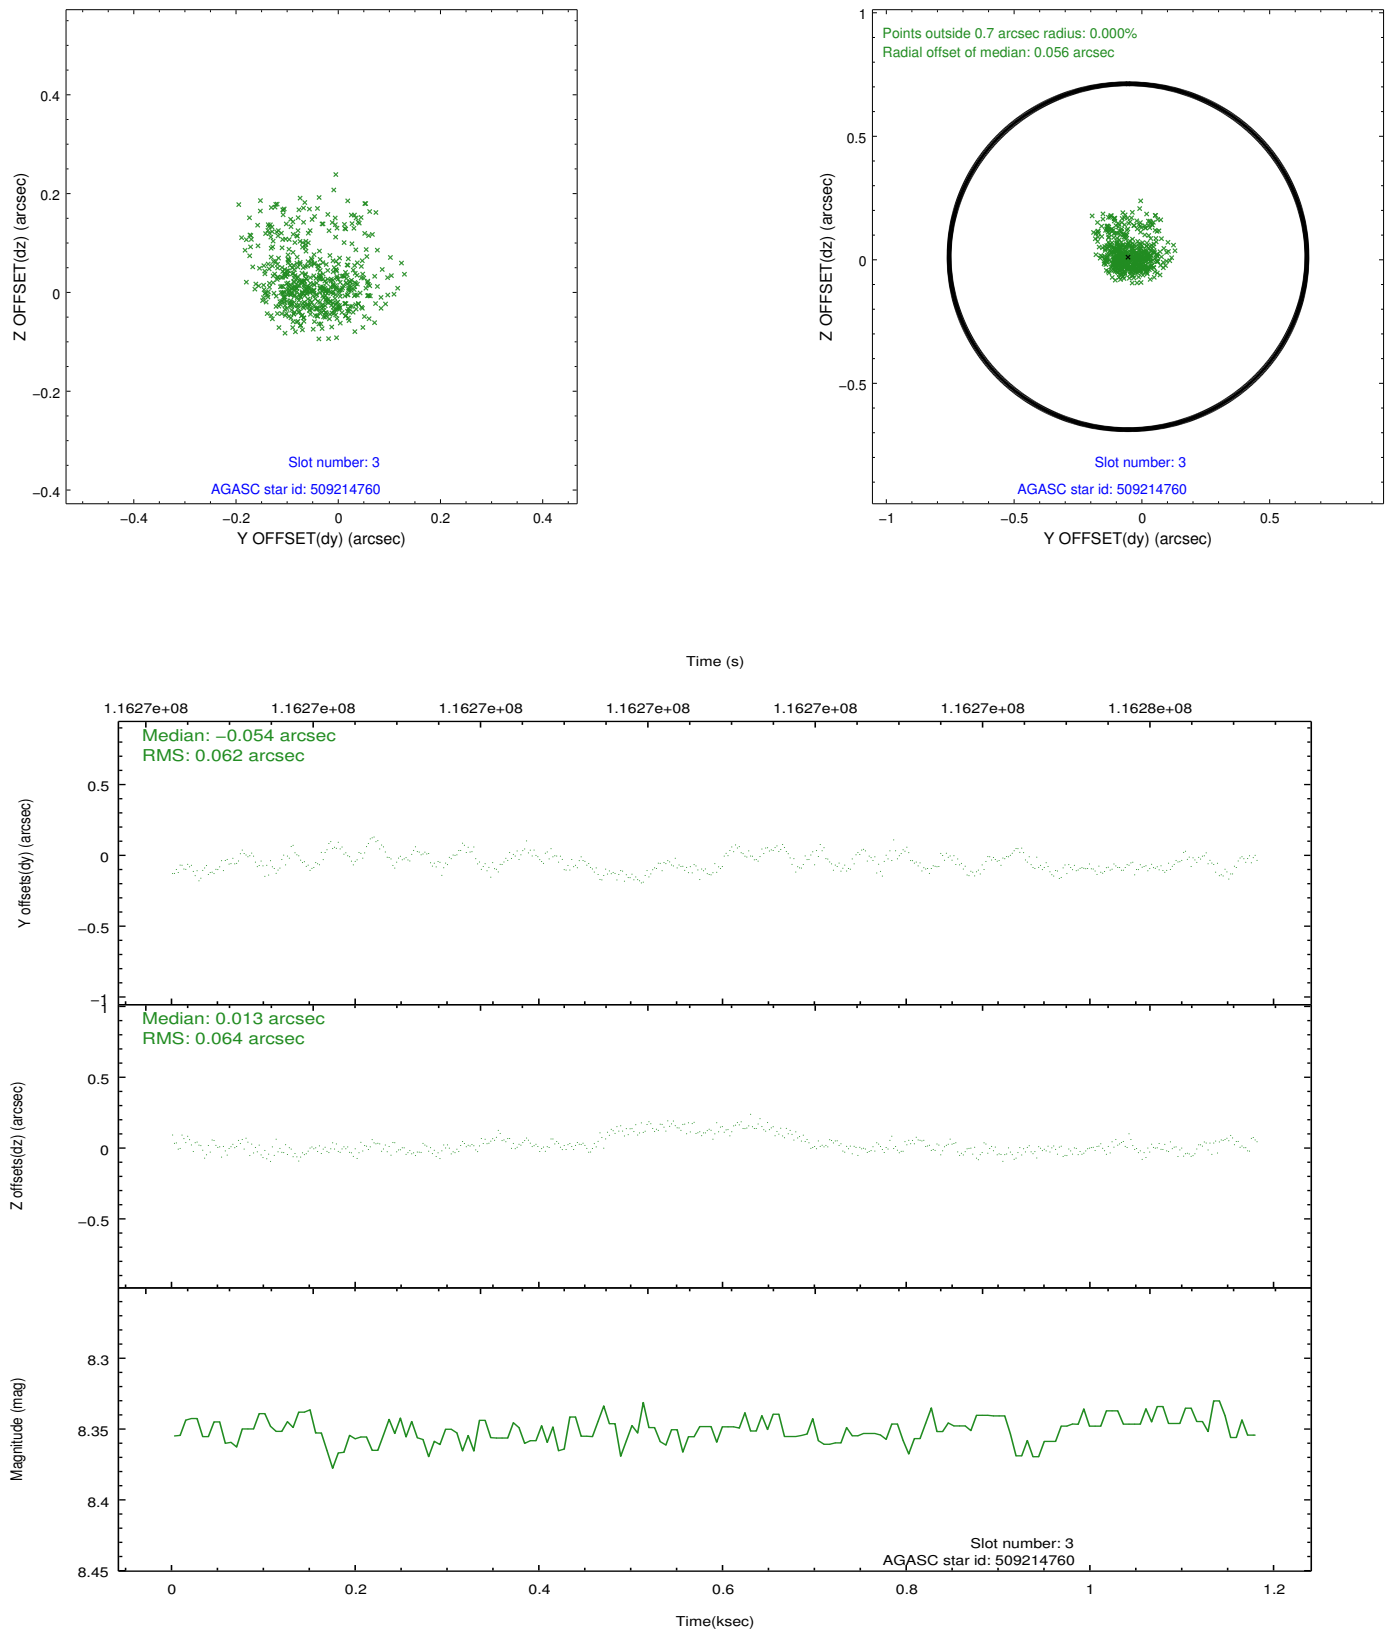 0.4
0.2
0
−0.2
−0.4
Z OFFSET(dz) (arcsec)
Slot number: 3
AGASC star id: 509214760
−0.4
−0.2
0
0.2
0.4
Y OFFSET(dy) (arcsec)
1
0.5
0
−0.5
Z OFFSET(dz) (arcsec)
Points outside 0.7 arcsec radius: 0.000%
Radial offset of median: 0.056 arcsec
Slot number: 3
AGASC star id: 509214760
−1
−0.5
0
0.5
Y OFFSET(dy) (arcsec)
Time (s)
1.1627e+08
1.1627e+08
1.1627e+08
1.1627e+08
1.1627e+08
1.1627e+08
1.1628e+08
Median: −0.054 arcsec
RMS: 0.062 arcsec
0.5
0
−0.5
−1
Y offsets(dy) (arcsec)
Median: 0.013 arcsec
RMS: 0.064 arcsec
1
0.5
0
−0.5
Z offsets(dz) (arcsec)
8.3
8.35
8.4
8.45
Magnitude (mag)
Slot number: 3
AGASC star id: 509214760
0
0.2
0.4
0.6
0.8
1
1.2
Time(ksec)